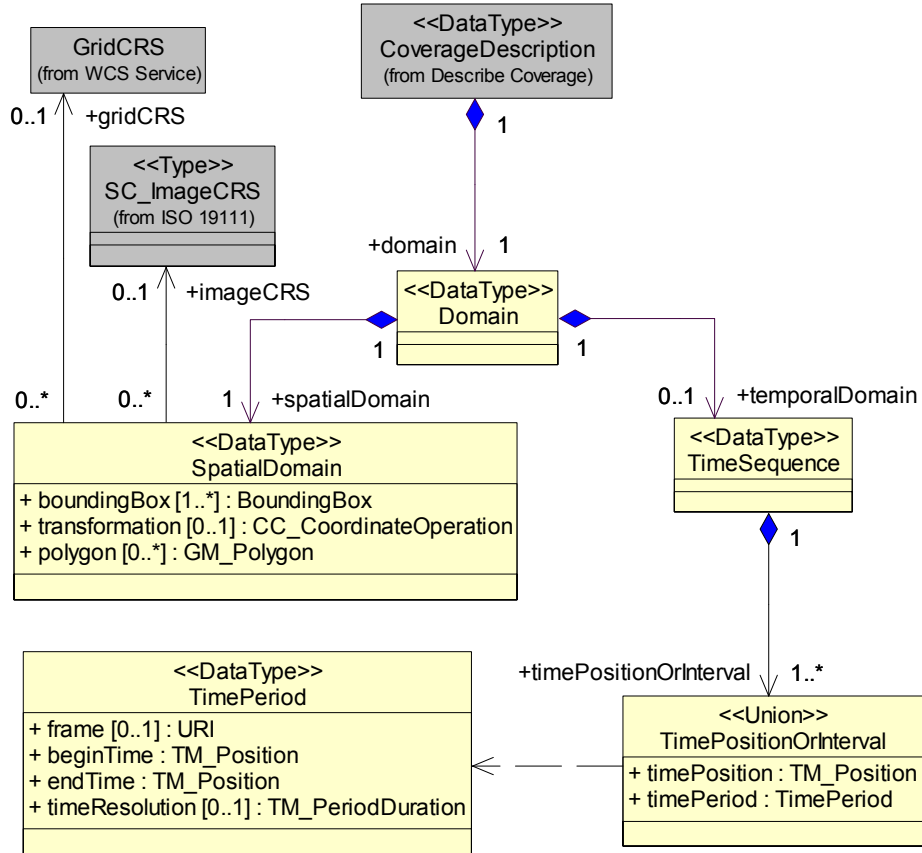 GridCRS
(from WCS Service)
0..1
+gridCRS
<<DataType>>
CoverageDescription
(from Describe Coverage)
1
<<Type>>
SC_ImageCRS
(from ISO 19111)
0..1
+imageCRS
+domain
1
<<DataType>>
Domain
1
1
0..*
0..*
1
+spatialDomain
0..1
+temporalDomain
<<DataType>>
SpatialDomain
+ boundingBox [1..*] : BoundingBox
+ transformation [0..1] : CC_CoordinateOperation
+ polygon [0..*] : GM_Polygon
<<DataType>>
TimeSequence
1
+timePositionOrInterval
1..*
<<DataType>>
TimePeriod
+ frame [0..1] : URI
+ beginTime : TM_Position
+ endTime : TM_Position
+ timeResolution [0..1] : TM_PeriodDuration
<<Union>>
TimePositionOrInterval
+ timePosition : TM_Position
+ timePeriod : TimePeriod